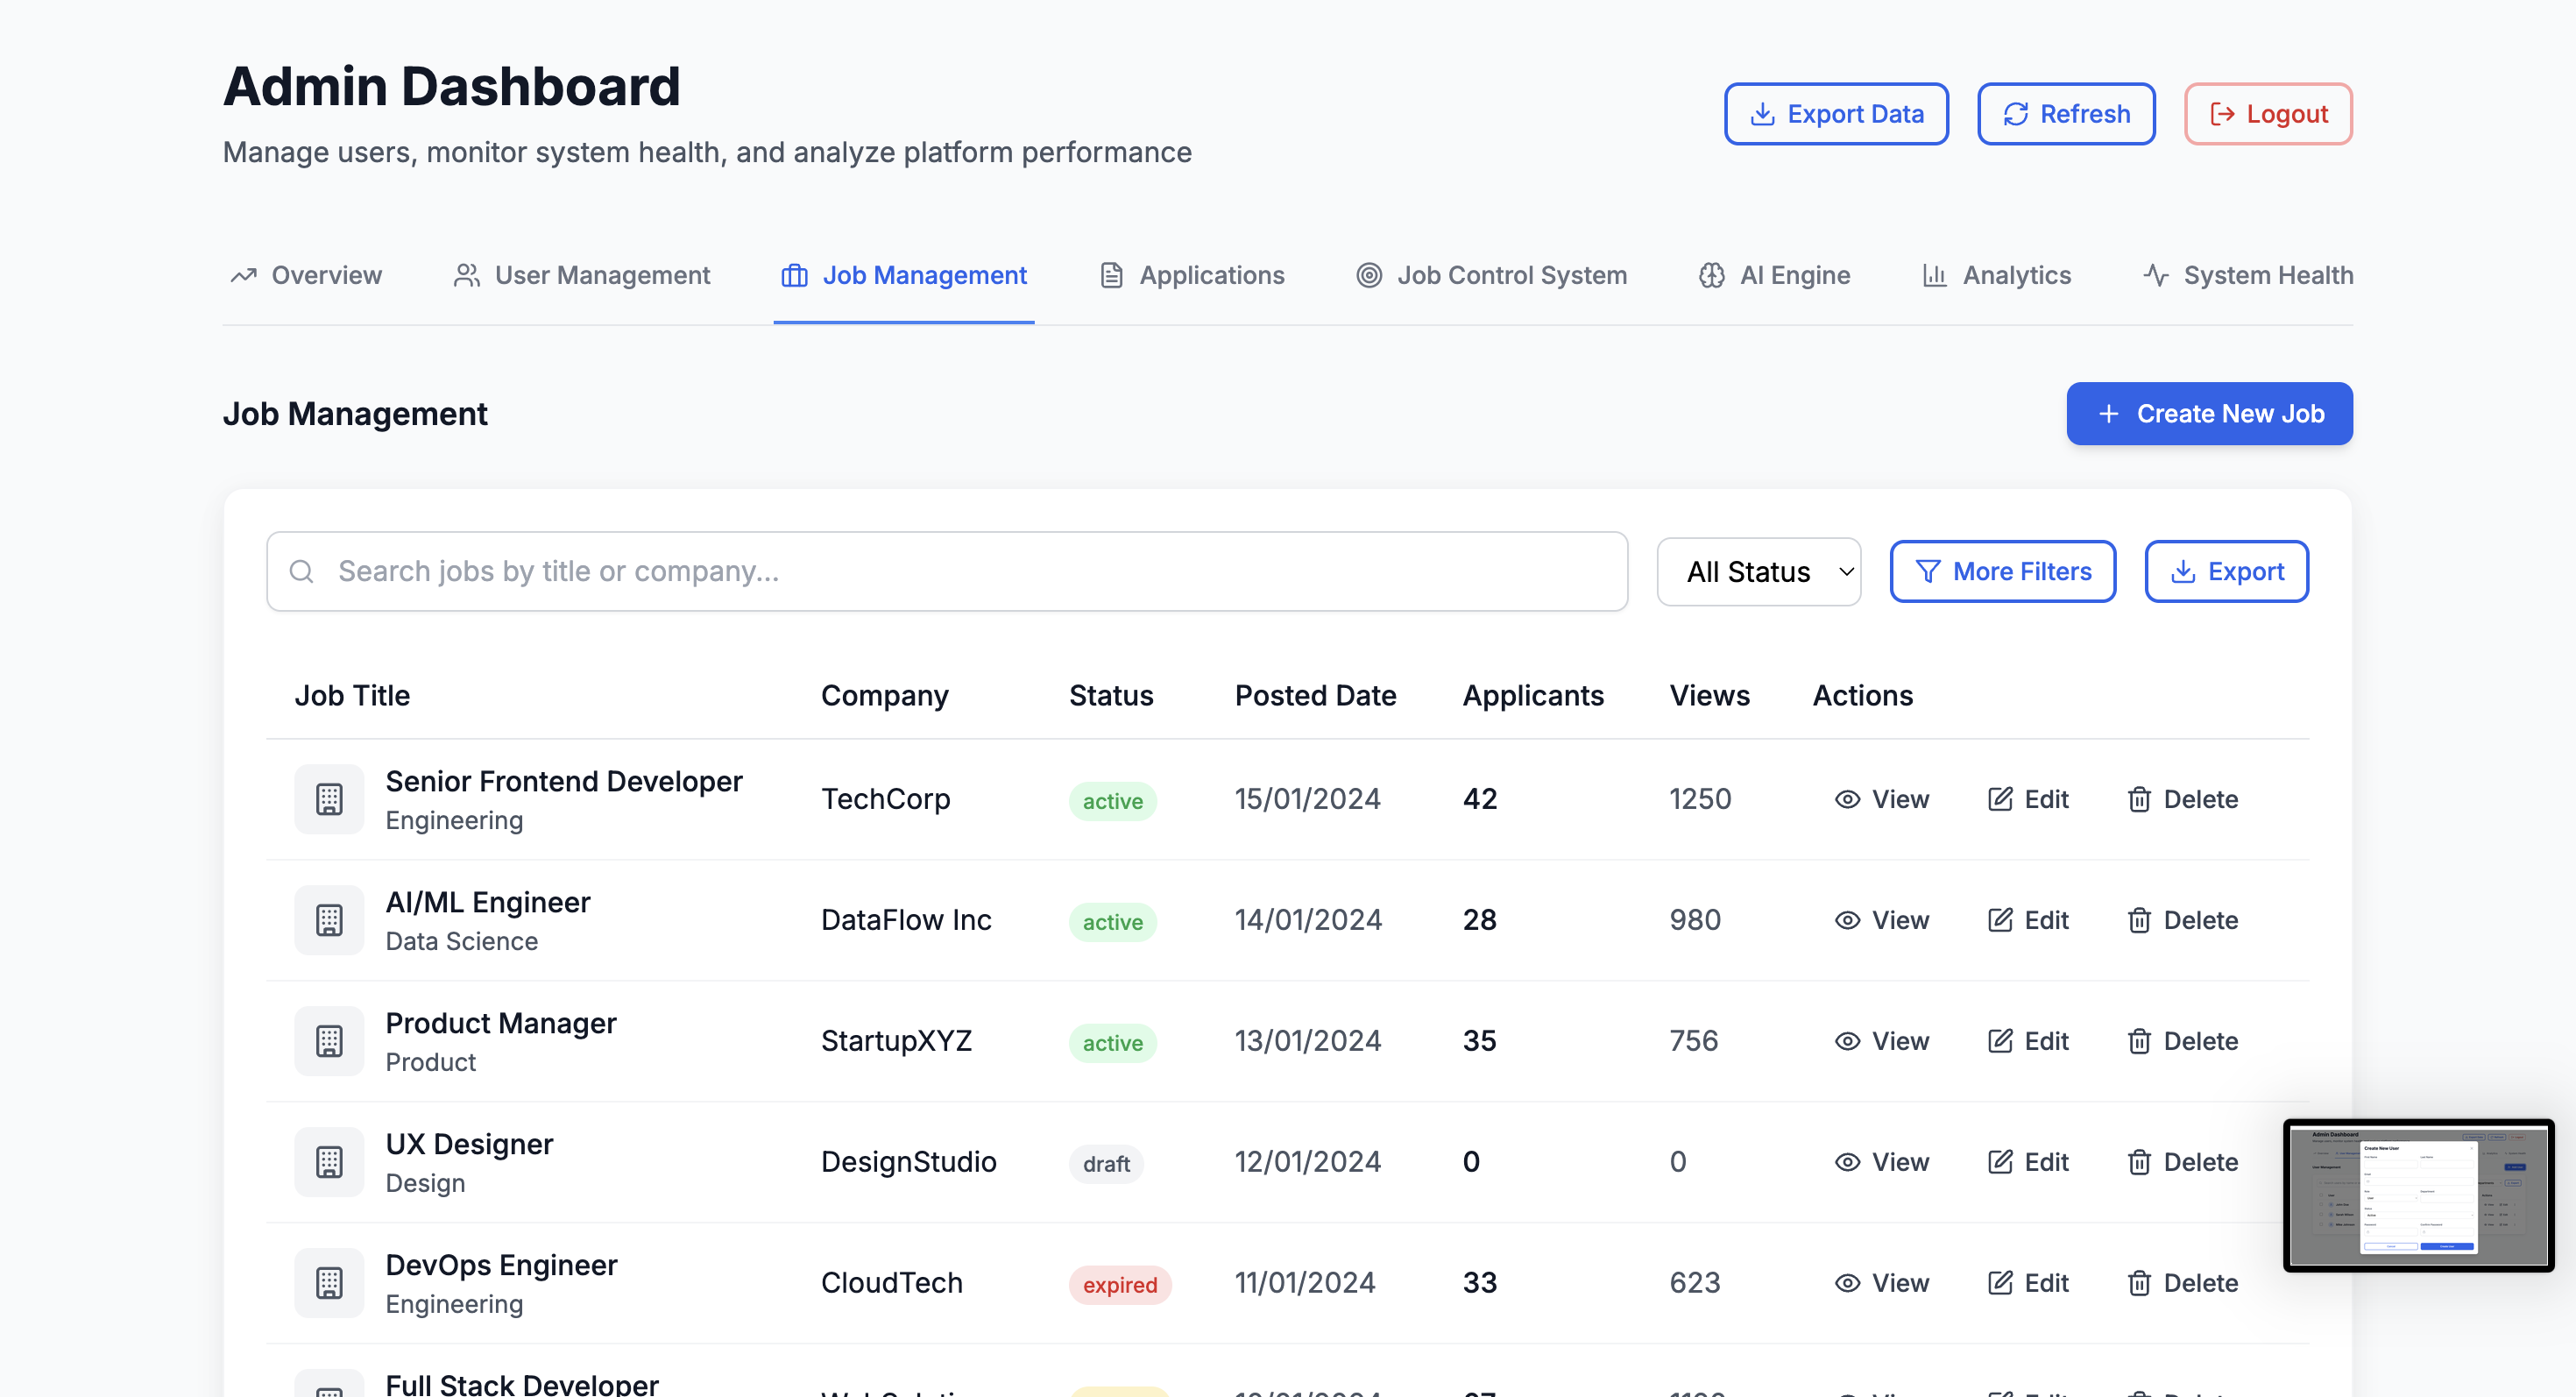 Admin Dashboard
Manage users, monitor system health, and analyze platform performance
Export Data
Refresh
Logout
Overview
User Management
Job Management
Applications
Job Control System
AI Engine
Analytics
System Health
Job Management
Create New Job
Search jobs by title or company...
All Status
More Filters
Export
Job Title Company Status Posted Date Applicants Views Actions
Senior Frontend Developer
Engineering
TechCorp active 15/01/2024 42 1250 View Edit Delete
AI/ML Engineer
Data Science
DataFlow Inc active 14/01/2024 28 980 View Edit Delete
Product Manager
Product
StartupXYZ active 13/01/2024 35 756 View Edit Delete
UX Designer
Design
DesignStudio draft 12/01/2024 0 0 View Edit Delete
DevOps Engineer
Engineering
CloudTech expired 11/01/2024 33 623 View Edit Delete
Full Stack Developer
Admin Dashboard
Create New User